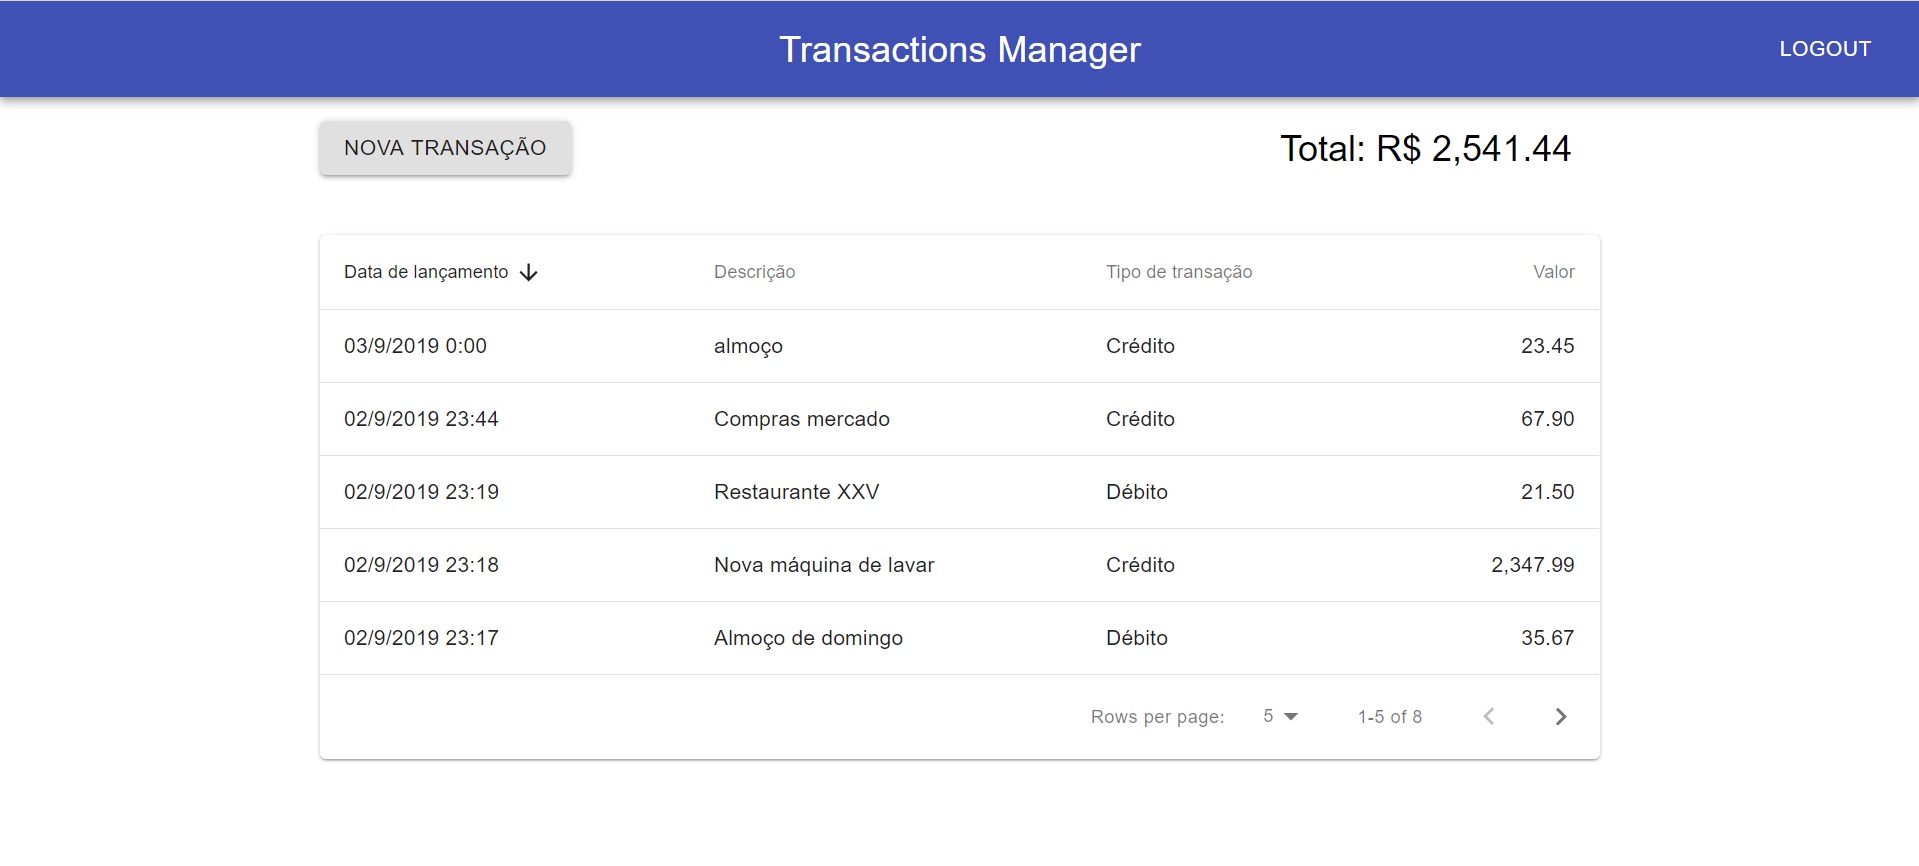 Transactions Manager LOGOUT
NOVA TRANSAÇÃO Total: R$ 2,541.44
Data de lançamento Descrição Tipo de transação Valor
03/9/2019 0:00 almoço Crédito 23.45
02/9/2019 23:44 Compras mercado Crédito 67.90
02/9/2019 23:19 Restaurante XXV Débito 21.50
02/9/2019 23:18 Nova máquina de lavar Crédito 2,347.99
02/9/2019 23:17 Almoço de domingo Débito 35.67
Rows per page: 5 1-5 of 8